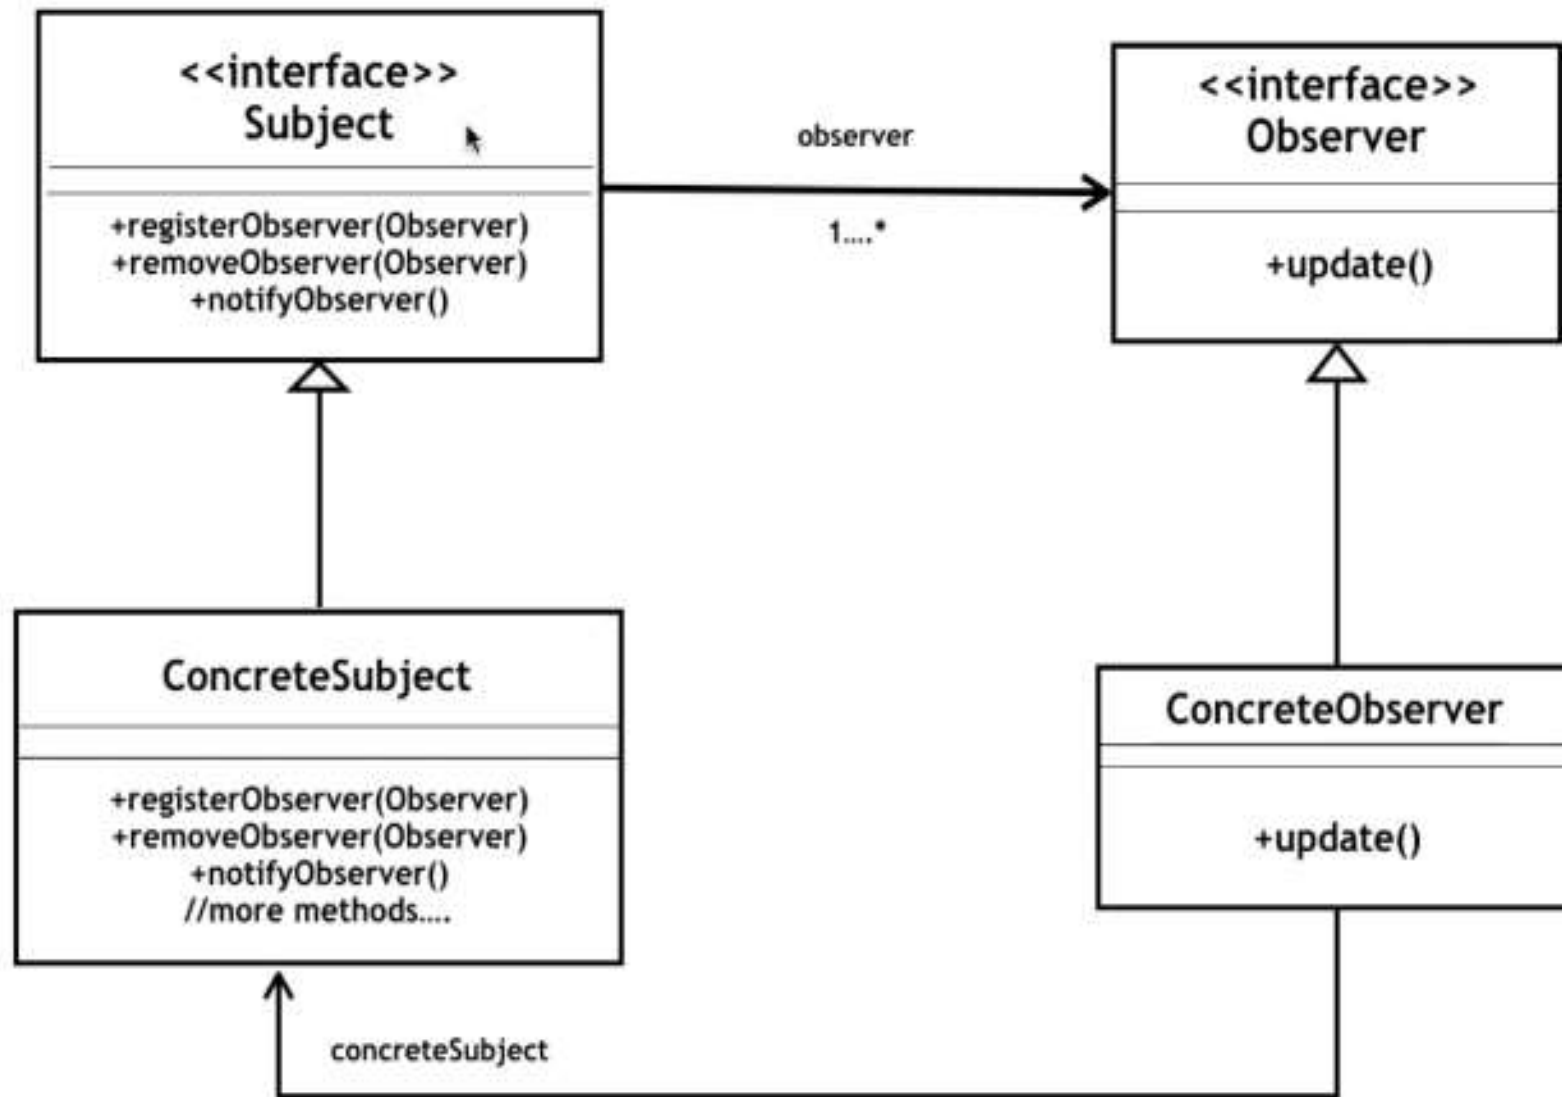 <<interface>>
Subject
+registerObserver(Observer)
+removeObserver(Observer)
+notifyObserver()
observer
1....*
<<interface>>
Observer
+update()
ConcreteSubject
+registerObserver(Observer)
+removeObserver(Observer)
+notifyObserver()
//more methods....
ConcreteObserver
+update()
concreteSubject